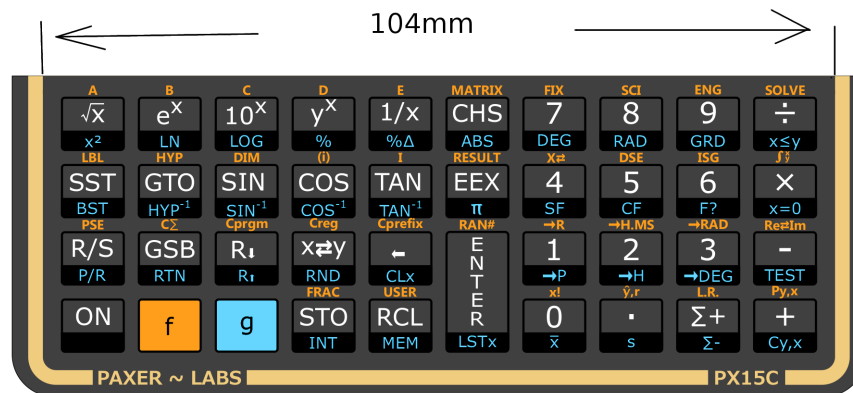 104mm
A B C D E MATRIX FIX SCI ENG SOLVE
√x e^x 10^x y^x 1/x CHS 7 8 9 ÷
x² LN LOG % %Δ ABS DEG RAD GRD x≤y
LBL HYP DIM (i) I RESULT X⇄ DSE ISG ∫
SST GTO SIN COS TAN EEX 4 5 6 ×
BST HYP⁻¹ SIN⁻¹ COS⁻¹ TAN⁻¹ π SF CF F? x=0
PSE CΣ Cprgm Creg Cprefix RAN# →R →H.MS →RAD Re⇄Im
R/S GSB R⬇ x⇄y ← ENTER 1 2 3 -
P/R RTN R⬆ RND CLx →P →H →DEG TEST
FRAC USER x! ŷ,r L.R. Py,x
ON f g STO RCL 0 · Σ+ +
INT MEM LSTx x̅ s Σ- Cy,x
PAXER ~ LABS PX15C